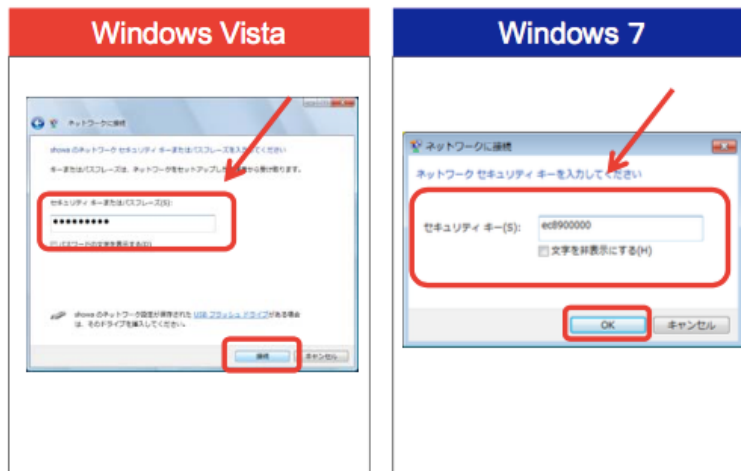 Windows Vista
ネットワークに接続
showa のネットワーク セキュリティ キーまたはパスフレーズを入力してください
キーまたはパスフレーズは、ネットワークをセットアップした から受け取ります。
セキュリティ キーまたはパスフレーズ(S):
●●●●●●●●●
パスワードの文字を表示する(D)
showa のネットワーク設定が保存された USB フラッシュ ドライブがある場合
は、そのドライブを挿入してください。
接続
キャンセル
Windows 7
ネットワークに接続
ネットワーク セキュリティ キーを入力してください
セキュリティ キー(S):
ec8900000
文字を非表示にする(H)
OK
キャンセル